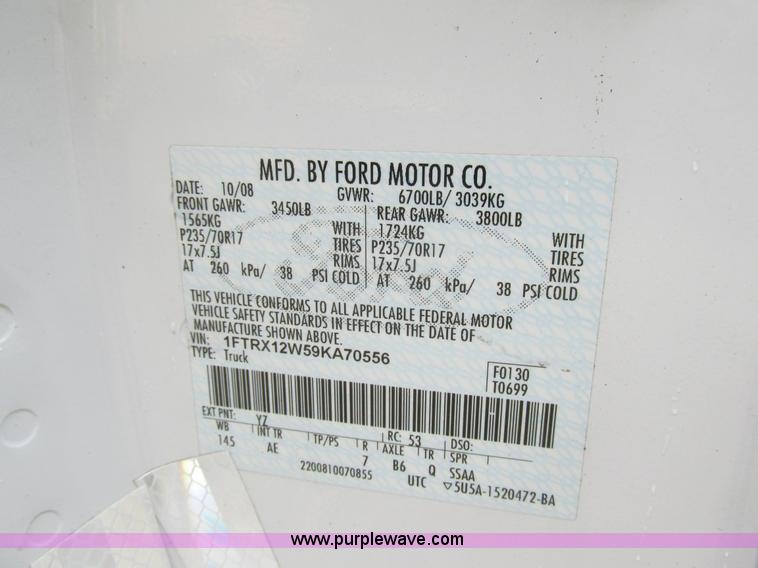 MFD. BY FORD MOTOR CO.
DATE: 10/08 GVWR: 6700LB/ 3039KG
FRONT GAWR: 3450LB REAR GAWR: 3800LB
1565KG WITH 1724KG WITH
P235/70R17 TIRES P235/70R17 TIRES
17x7.5J RIMS 17x7.5J RIMS
AT 260 kPa/ 38 PSI COLD AT 260 kPa/ 38 PSI COLD
Ford
THIS VEHICLE CONFORMS TO ALL APPLICABLE FEDERAL MOTOR
VEHICLE SAFETY STANDARDS IN EFFECT ON THE DATE OF
MANUFACTURE SHOWN ABOVE.
VIN: 1FTRX12W59KA70556
TYPE: Truck
F0130
T0699
EXT PNT: YZ RC: 53 DSO:
WB INT TR TP/PS R AXLE TR SPR
145 AE 7 B6 Q SSAA
2200810070855 UTC ▽5U5A-1520472-BA
www.purplewave.com